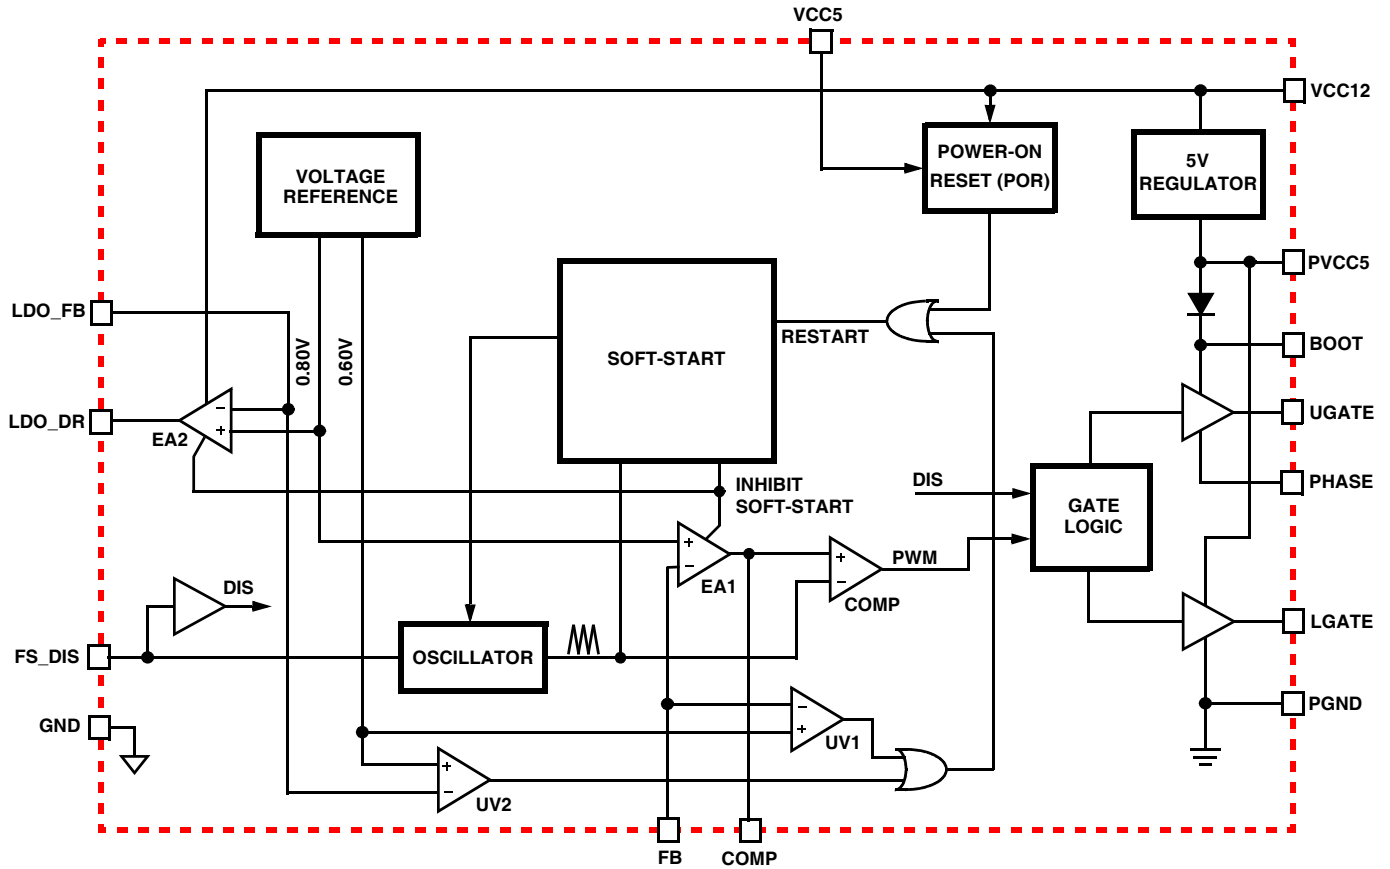 VCC5
VCC12
POWER-ON
RESET (POR)
5V
REGULATOR
VOLTAGE
REFERENCE
PVCC5
LDO_FB
BOOT
RESTART
SOFT-START
0.80V
0.60V
LDO_DR
EA2
-
+
UGATE
PHASE
INHIBIT
SOFT-START
DIS
GATE
LOGIC
+
-
EA1
+
-
COMP
PWM
DIS
LGATE
FS_DIS
OSCILLATOR
GND
PGND
-
+
UV1
+
-
UV2
FB
COMP